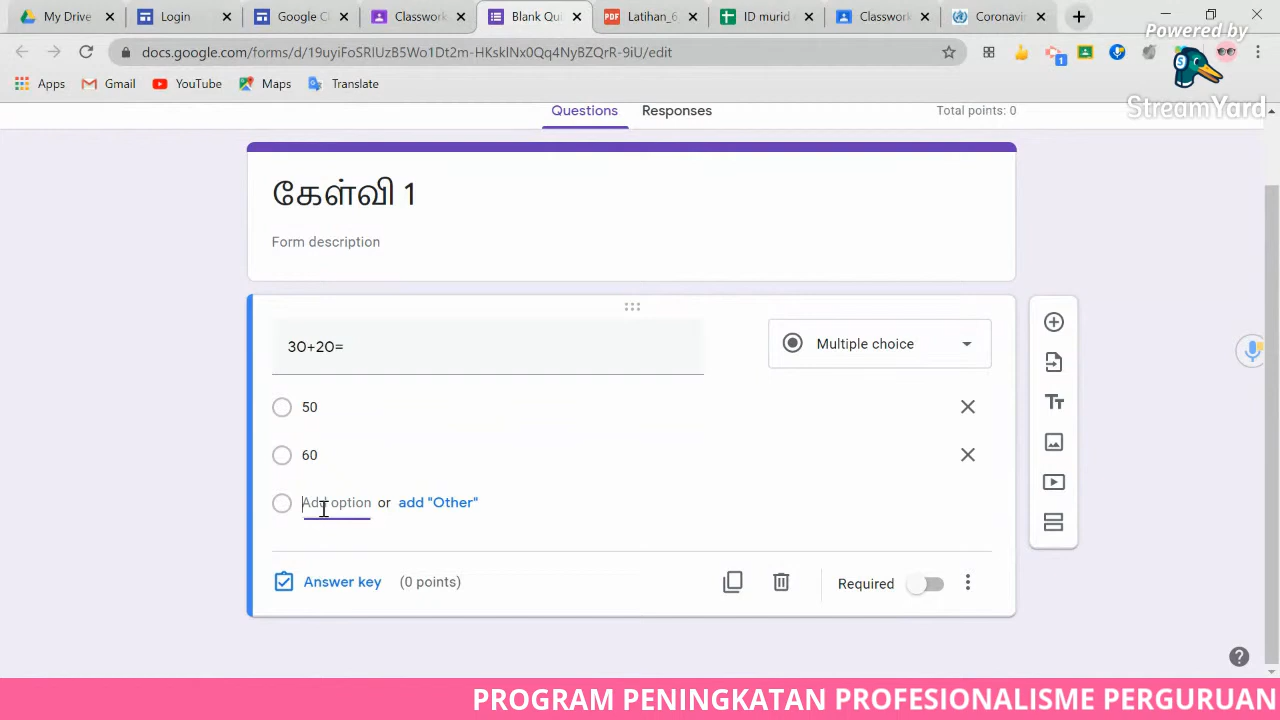 My Drive
Login
Google Cl
Classwork
Blank Qui
Latihan_6
ID murid
Classwork
Coronavir
docs.google.com/forms/d/19uyiFoSRlUzB5Wo1Dt2m-HKsklNx0Qq4NyBZQrR-9iU/edit
Powered by
StreamYard
Apps
Gmail
YouTube
Maps
Translate
Questions
Responses
Total points: 0
கேள்வி 1
Form description
30+20=
Multiple choice
50
60
Add option or add "Other"
Answer key (0 points)
Required
PROGRAM PENINGKATAN PROFESIONALISME PERGURUAN